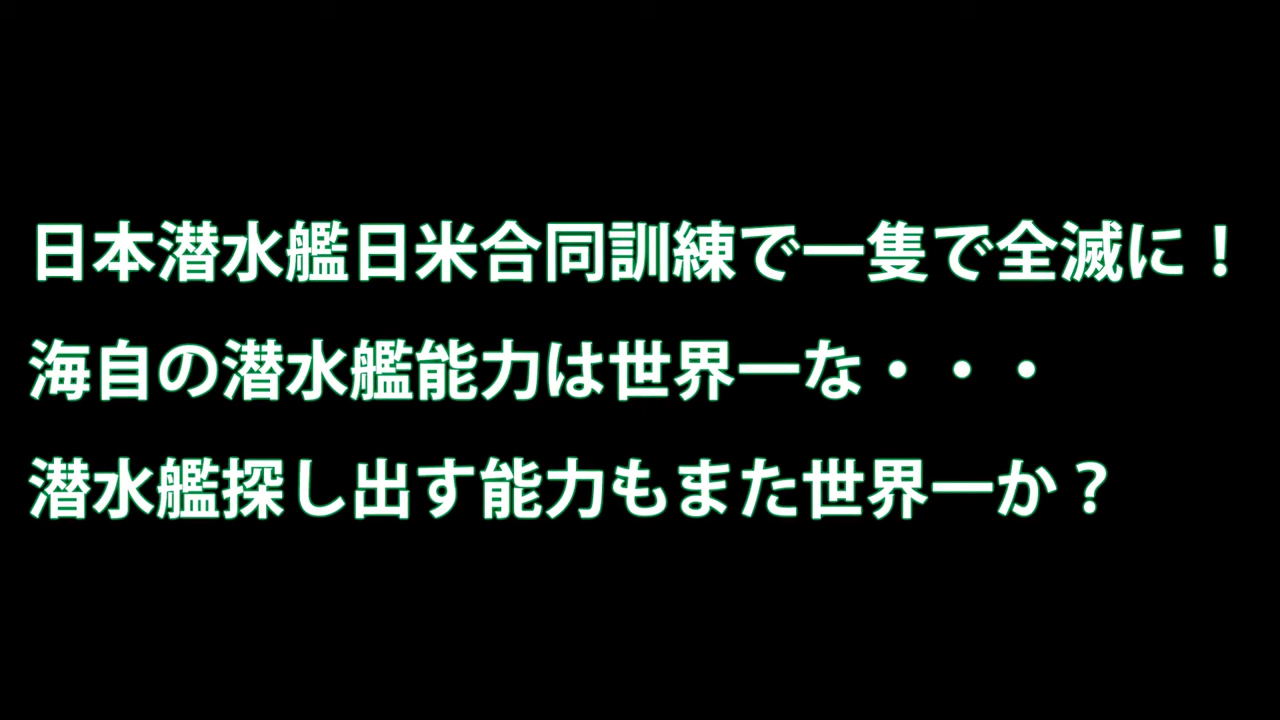 日本潜水艦日米合同訓練で一隻で全滅に！
海自の潜水艦能力は世界一な・・・
潜水艦探し出す能力もまた世界一か？